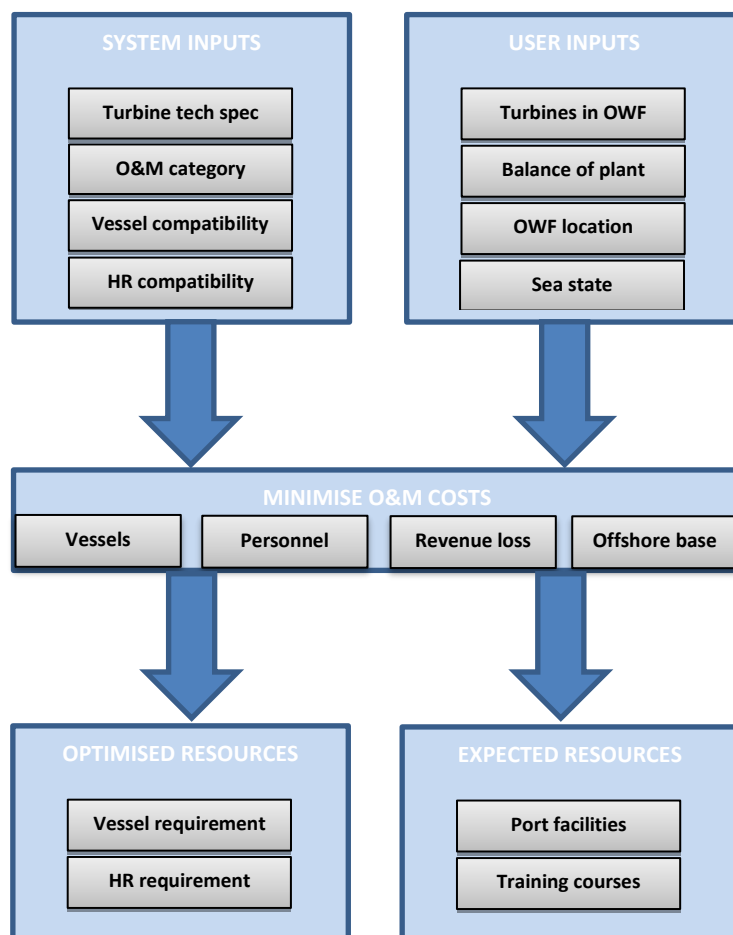 SYSTEM INPUTS
Turbine tech spec
O&M category
Vessel compatibility
HR compatibility
USER INPUTS
Turbines in OWF
Balance of plant
OWF location
Sea state
MINIMISE O&M COSTS
Vessels
Personnel
Revenue loss
Offshore base
OPTIMISED RESOURCES
Vessel requirement
HR requirement
EXPECTED RESOURCES
Port facilities
Training courses